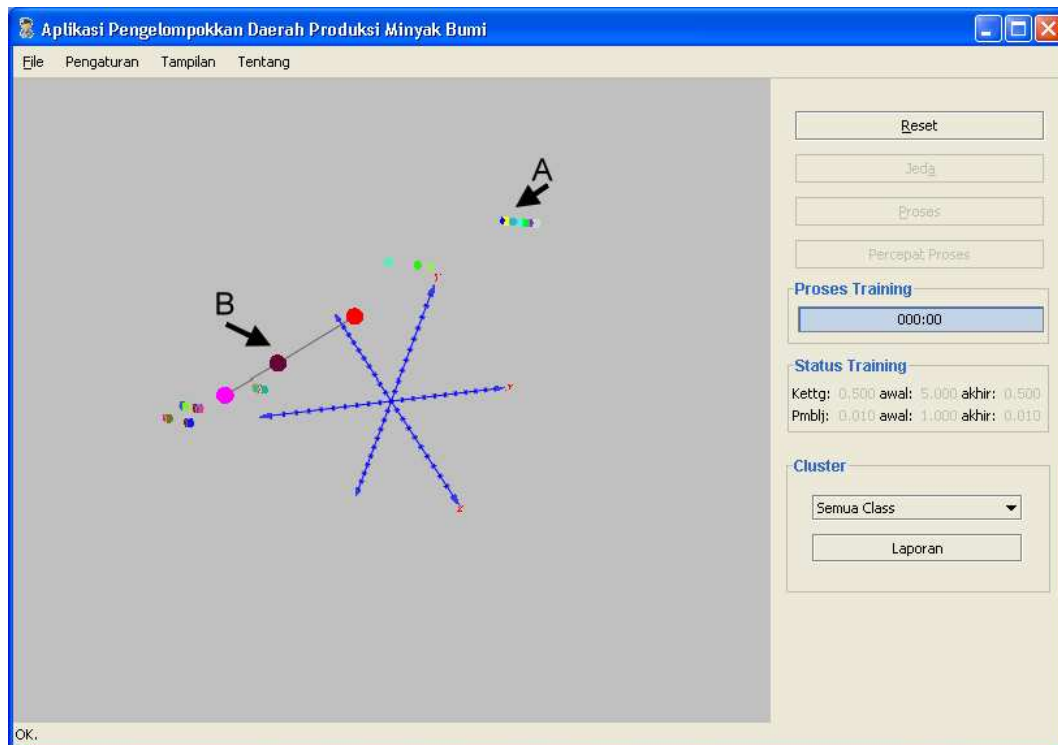 Aplikasi Pengelompokkan Daerah Produksi Minyak Bumi
File Pengaturan Tampilan Tentang
A
B
Y
X
Reset
Jeda
Proses
Percepat Proses
Proses Training
000:00
Status Training
Kettg: 0.500 awal: 5.000 akhir: 0.500
Pmblj: 0.010 awal: 1.000 akhir: 0.010
Cluster
Semua Class
Laporan
OK.